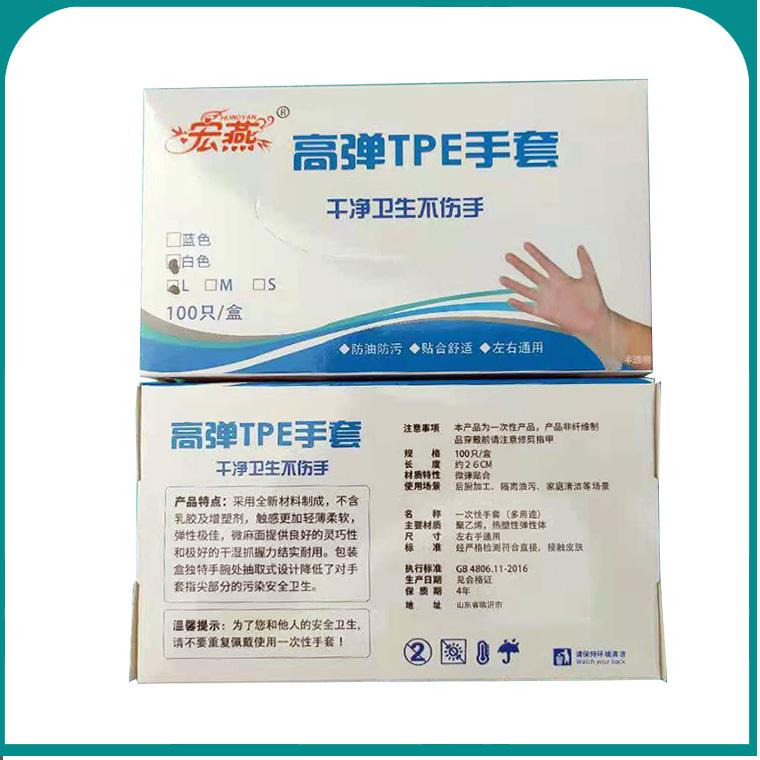 HONGYAN
宏燕®
高弹TPE手套
干净卫生不伤手
□蓝色
□白色
□L □M □S
100只/盒
◆防油防污 ◆贴合舒适 ◆左右通用
半透明
高弹TPE手套
干净卫生不伤手
产品特点：采用全新材料制成，不含
乳胶及增塑剂，触感更加轻薄柔软，
弹性极佳，微麻面提供良好的灵巧性
和极好的干湿抓握力结实耐用。包装
盒独特手腕处抽取式设计降低了对手
套指尖部分的污染安全卫生。
温馨提示：为了您和他人的安全卫生，
请不要重复佩戴使用一次性手套！
注意事项 本产品为一次性产品，产品非纤维制
品穿戴前请注意修剪指甲
规格 100只/盒
长度 约26CM
材质特性 微弹贴合
使用场景 后厨加工、隔离油污、家庭清洁等场景
名称 一次性手套（多用途）
主要材质 聚乙烯，热塑性弹性体
尺寸 左右手通用
标准 经严格检测符合直接，接触皮肤
执行标准 GB 4806.11-2016
生产日期 见合格证
保质期 4年
地址 山东省临沂市
2
请保持环境清洁
Watch your back